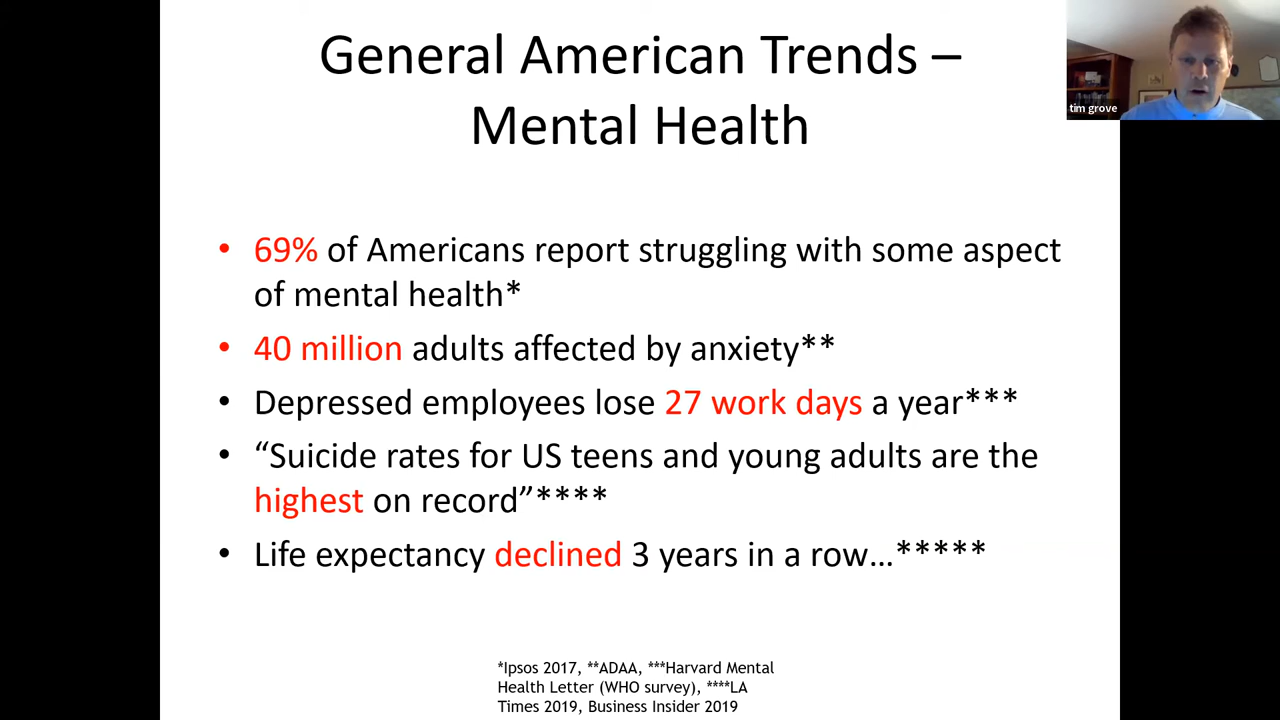 General American Trends –
Mental Health
tim grove
• 69% of Americans report struggling with some aspect
of mental health*
• 40 million adults affected by anxiety**
• Depressed employees lose 27 work days a year***
• “Suicide rates for US teens and young adults are the
highest on record”****
• Life expectancy declined 3 years in a row…*****
*Ipsos 2017, **ADAA, ***Harvard Mental
Health Letter (WHO survey), ****LA
Times 2019, Business Insider 2019